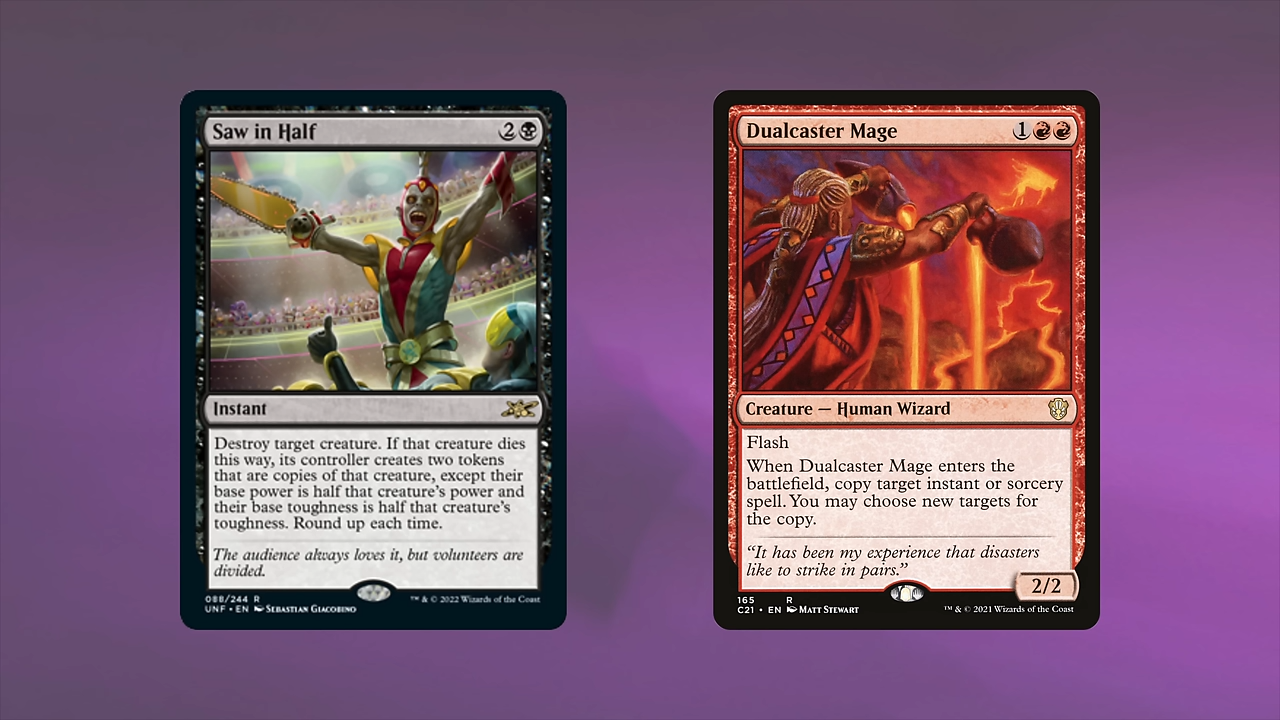 Saw in Half 2
Instant
Destroy target creature. If that creature dies
this way, its controller creates two tokens
that are copies of that creature, except their
base power is half that creature's power and
their base toughness is half that creature's
toughness. Round up each time.
The audience always loves it, but volunteers are
divided.
088/244 R
UNF • EN Sebastian Giacobino
™ & © 2022 Wizards of the Coast
Dualcaster Mage 1
Creature — Human Wizard
Flash
When Dualcaster Mage enters the
battlefield, copy target instant or sorcery
spell. You may choose new targets for
the copy.
"It has been my experience that disasters
like to strike in pairs."
2/2
165 R
C21 • EN Matt Stewart
™ & © 2021 Wizards of the Coast